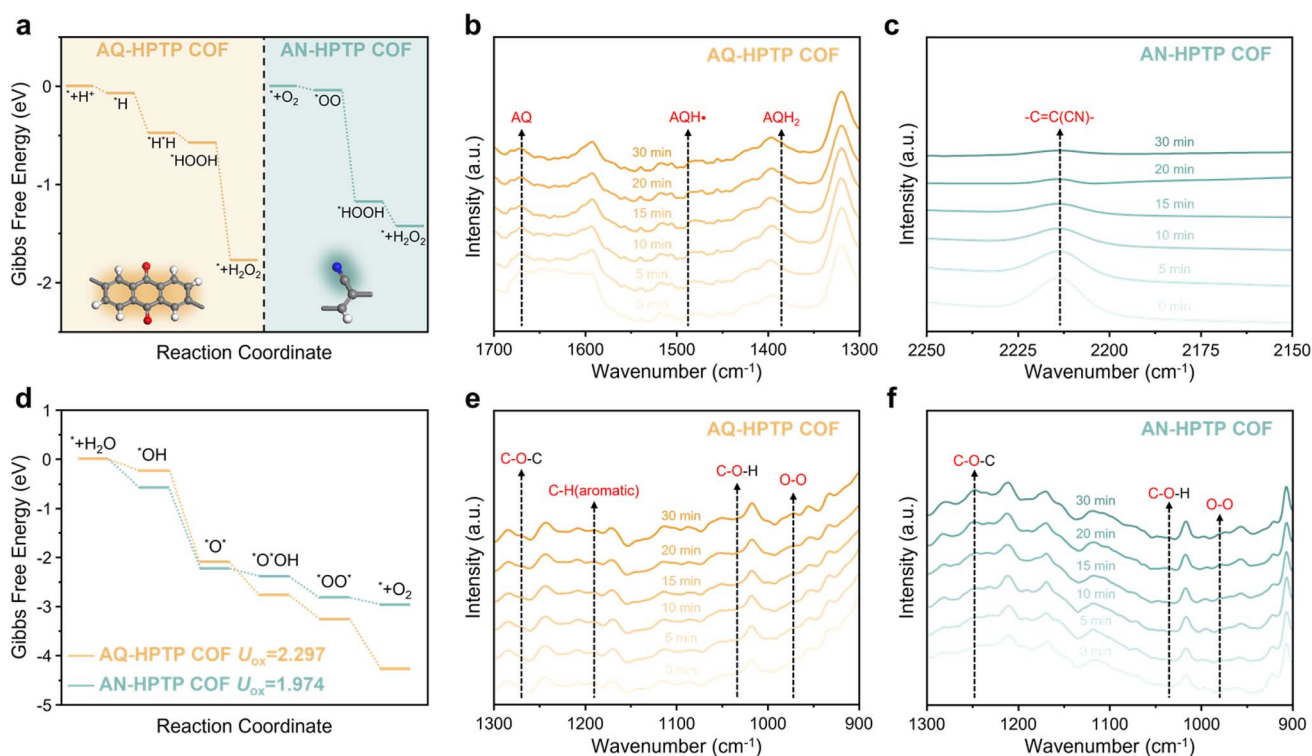 a
AQ-HPTP COF
AN-HPTP COF
Gibbs Free Energy (eV)
0
-1
-2
*+H⁺
*H
*H*H
*HOOH
*+H₂O₂
*+O₂
*OO
*HOOH
*+H₂O₂
Reaction Coordinate
b
AQ-HPTP COF
Intensity (a.u.)
AQ
AQH•
AQH₂
30 min
20 min
15 min
10 min
5 min
0 min
1700 1600 1500 1400 1300
Wavenumber (cm⁻¹)
c
AN-HPTP COF
Intensity (a.u.)
-C=C(CN)-
30 min
20 min
15 min
10 min
5 min
0 min
2250 2225 2200 2175 2150
Wavenumber (cm⁻¹)
d
Gibbs Free Energy (eV)
1
0
-1
-2
-3
-4
-5
*+H₂O
*OH
*O*
*O*OH
*OO*
*+O₂
AQ-HPTP COF Uox=2.297
AN-HPTP COF Uox=1.974
Reaction Coordinate
e
AQ-HPTP COF
Intensity (a.u.)
C-O-C
C-H(aromatic)
C-O-H
O-O
30 min
20 min
15 min
10 min
5 min
0 min
1300 1200 1100 1000 900
Wavenumber (cm⁻¹)
f
AN-HPTP COF
Intensity (a.u.)
C-O-C
C-O-H
O-O
30 min
20 min
15 min
10 min
5 min
0 min
1300 1200 1100 1000 900
Wavenumber (cm⁻¹)